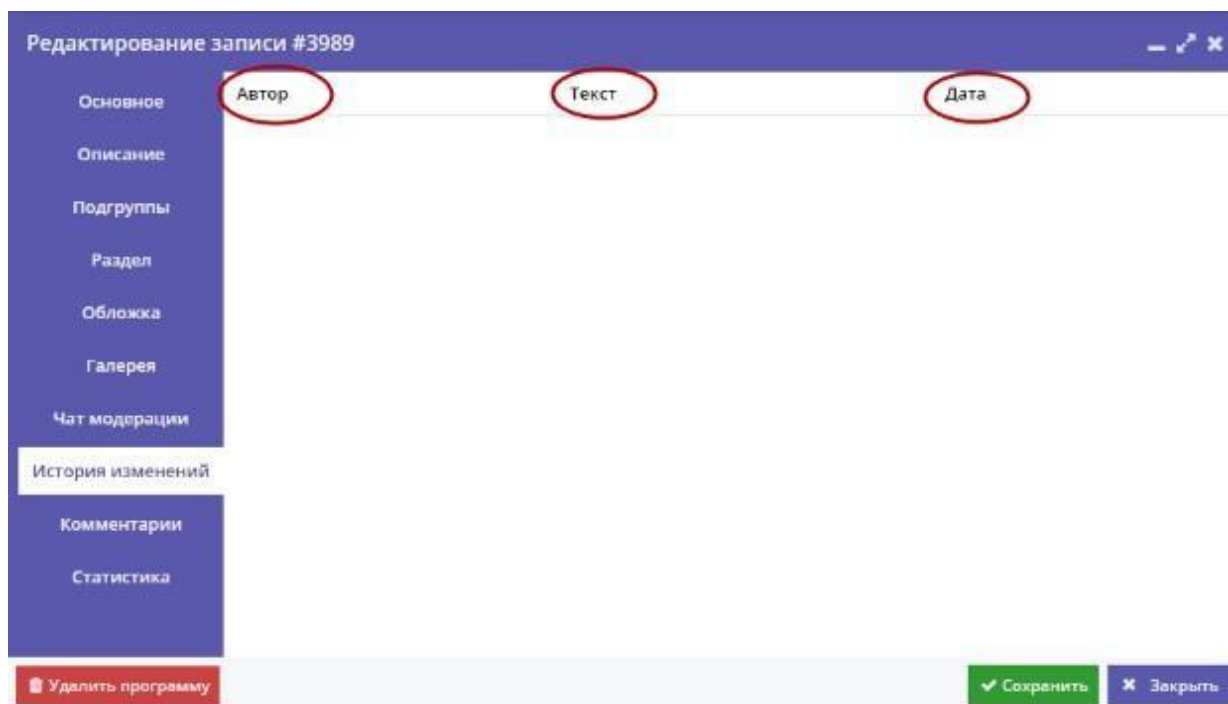 Редактирование записи #3989
Основное
Автор
Текст
Дата
Описание
Подгруппы
Раздел
Обложка
Галерея
Чат модерации
История изменений
Комментарии
Статистика
Удалить программу
Сохранить
Закрыть